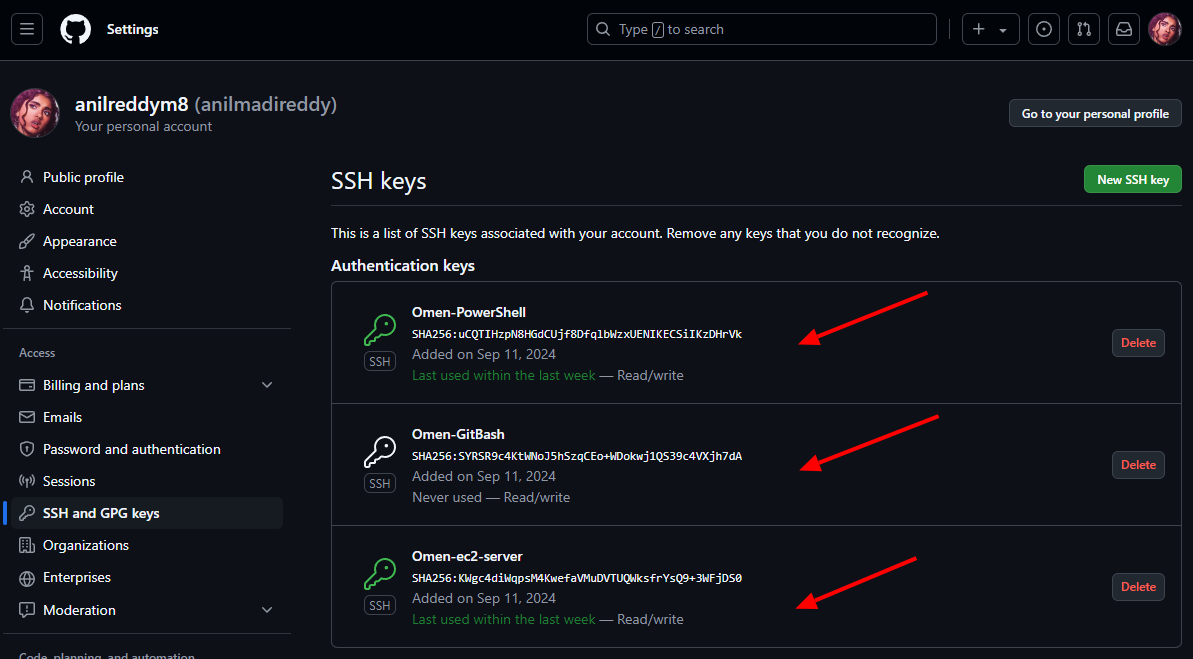 Settings
Type / to search
anilreddym8 (anilmadireddy)
Your personal account
Go to your personal profile
Public profile
Account
Appearance
Accessibility
Notifications
Access
Billing and plans
Emails
Password and authentication
Sessions
SSH and GPG keys
Organizations
Enterprises
Moderation
Code, planning, and automation
SSH keys
New SSH key
This is a list of SSH keys associated with your account. Remove any keys that you do not recognize.
Authentication keys
Omen-PowerShell
SHA256:uCQTIHzpN8HGdCUjf8DfqlbWzxUENIKECSiIKzDHrVk
Added on Sep 11, 2024
Last used within the last week — Read/write
SSH
Delete
Omen-GitBash
SHA256:SYRSR9c4KtWNoJ5hSzqCEo+WDokwj1QS39c4VXjh7dA
Added on Sep 11, 2024
Never used — Read/write
SSH
Delete
Omen-ec2-server
SHA256:KWgc4diWqpsM4KwefaVMuDVTUQWksfrYsQ9+3WFjDS0
Added on Sep 11, 2024
Last used within the last week — Read/write
SSH
Delete